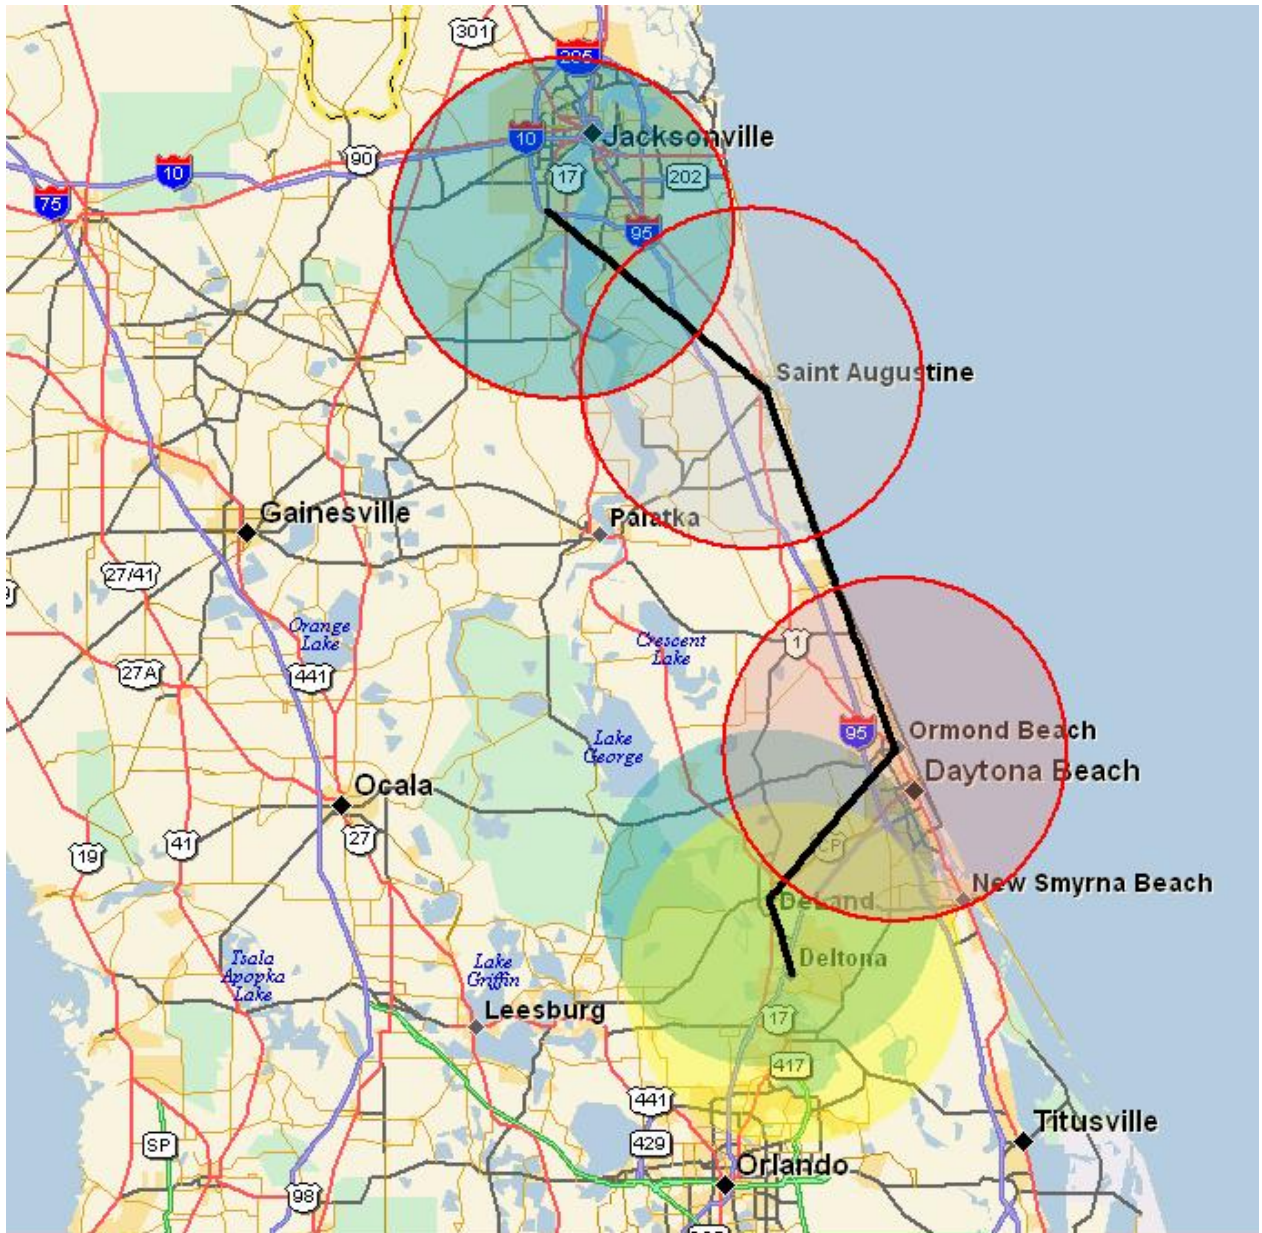 301
295
10
Jacksonville
90
10
17
202
75
95
Saint Augustine
Gainesville
Palatka
27/41
Orange
Lake
Crescent
Lake
1
27A
441
Ormond Beach
95
Lake
George
Daytona Beach
Ocala
27
41
19
New Smyrna Beach
DeLand
Tsala
Apopka
Lake
Lake
Griffin
Deltona
Leesburg
17
417
441
Titusville
SP
429
Orlando
98